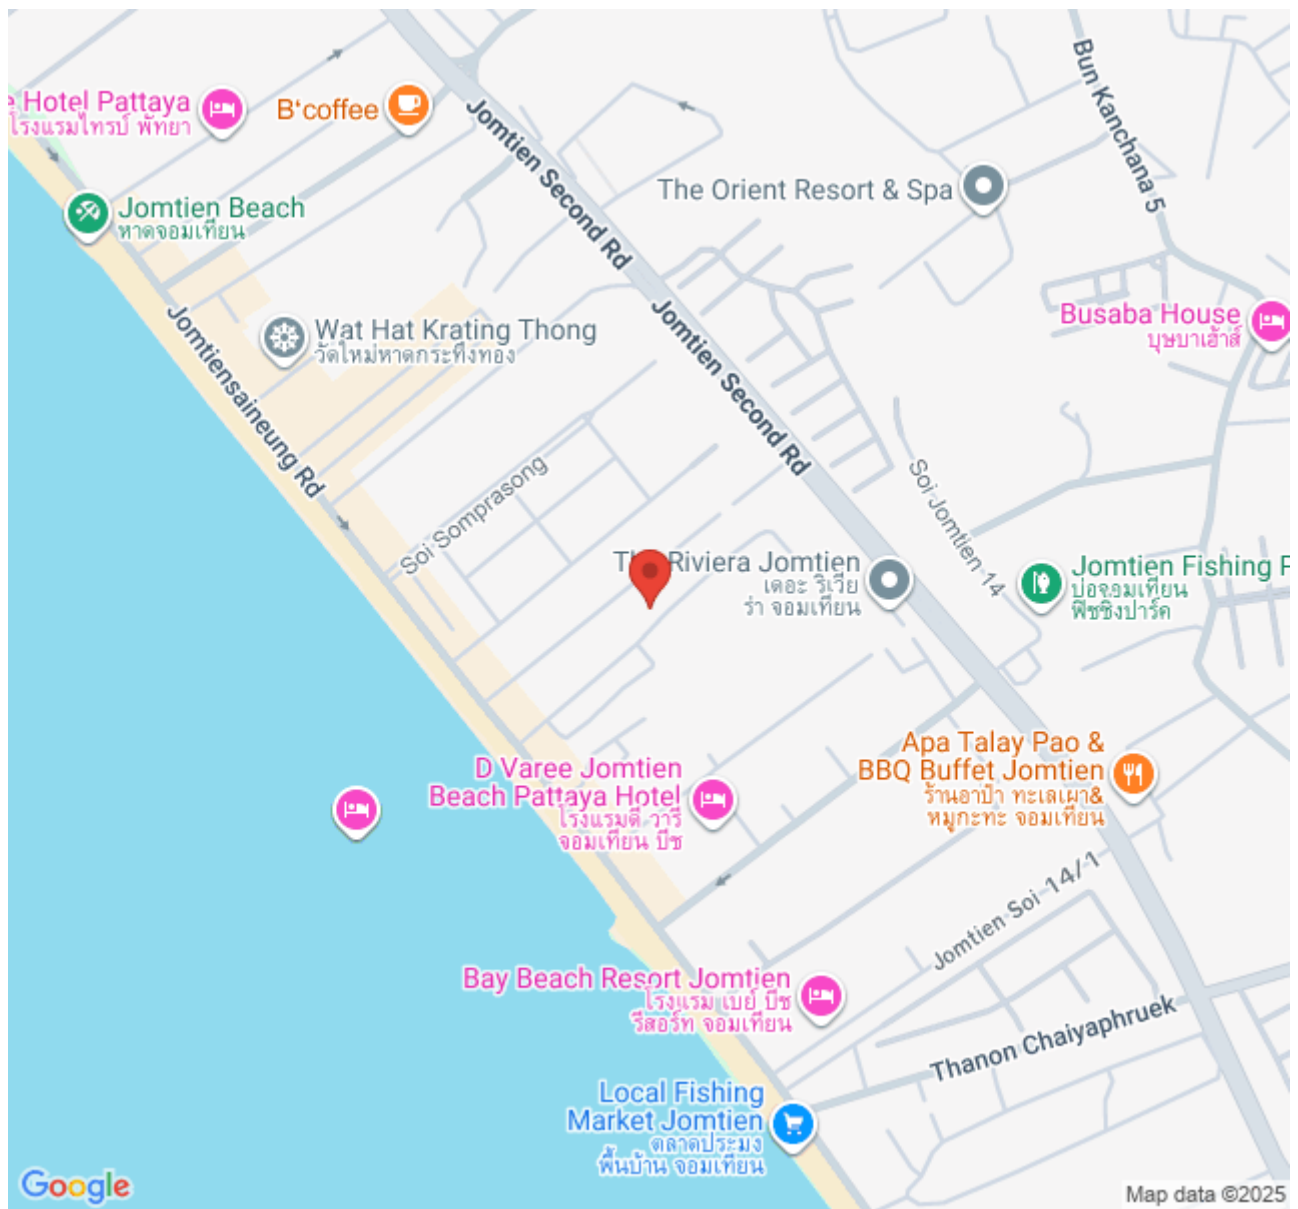 e Hotel Pattaya
โรงแรมไทรป์ พัทยา
B‘coffee
Jomtien Beach
หาดจอมเทียน
Jomtien Second Rd
Bun Kanchana 5
The Orient Resort & Spa
Wat Hat Krating Thong
วัดใหม่หาดกระทิงทอง
Busaba House
บุษบาเฮ้าส์
Jomtiensaineung Rd
Jomtien Second Rd
Soi Somprasong
Soi Jomtien 14
Riviera Jomtien
เดอะ ริเวีย
ร่า จอมเทียน
Jomtien Fishing P
บ่อจอมเทียน
ฟิชชิงปาร์ค
D Varee Jomtien
Beach Pattaya Hotel
โรงแรมดี วารี
จอมเทียน บีช
Apa Talay Pao &
BBQ Buffet Jomtien
ร้านอาป๋า ทะเลเผา&
หมูกะทะ จอมเทียน
Jomtien Soi 14/1
Bay Beach Resort Jomtien
โรงแรม เบย์ บีช
รีสอร์ท จอมเทียน
Thanon Chaiyaphruek
Local Fishing
Market Jomtien
ตลาดประมง
พื้นบ้าน จอมเทียน
Google
Map data ©2025